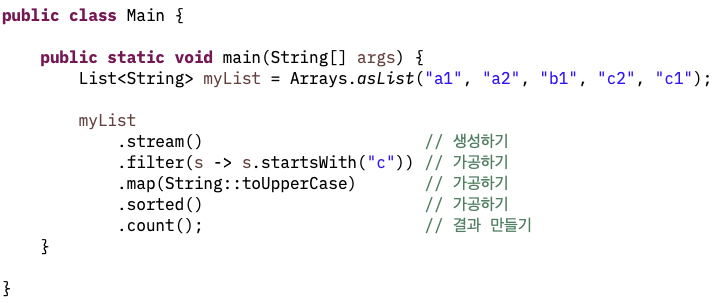 public class Main {
public static void main(String[] args) {
List<String> myList = Arrays.asList("a1", "a2", "b1", "c2", "c1");
myList
.stream() // 생성하기
.filter(s -> s.startsWith("c")) // 가공하기
.map(String::toUpperCase) // 가공하기
.sorted() // 가공하기
.count(); // 결과 만들기
}
}